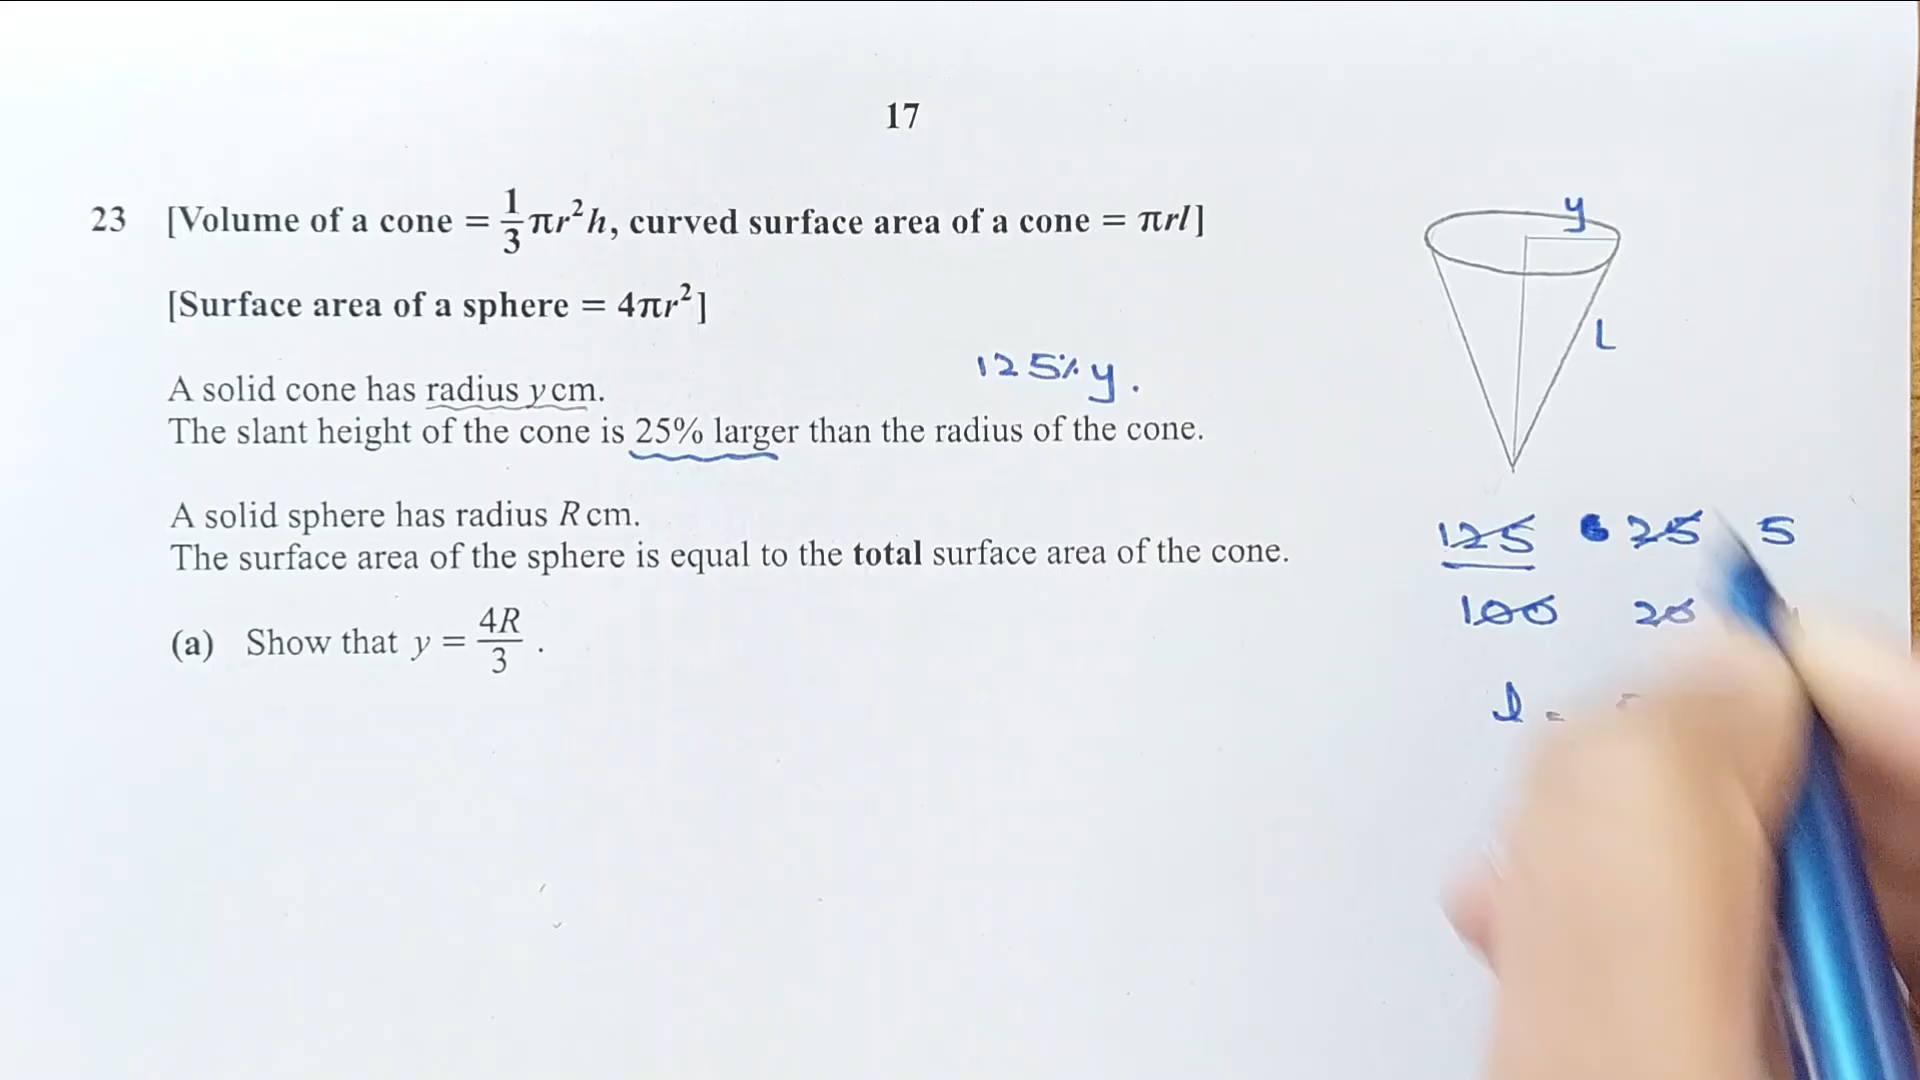 17
23 [Volume of a cone = 1/3 πr²h, curved surface area of a cone = πrl]
[Surface area of a sphere = 4πr²]
125% y.
A solid cone has radius y cm.
The slant height of the cone is 25% larger than the radius of the cone.
A solid sphere has radius R cm.
The surface area of the sphere is equal to the total surface area of the cone.
(a) Show that y = 4R/3 .
y
L
125 25 5
100 20
l =